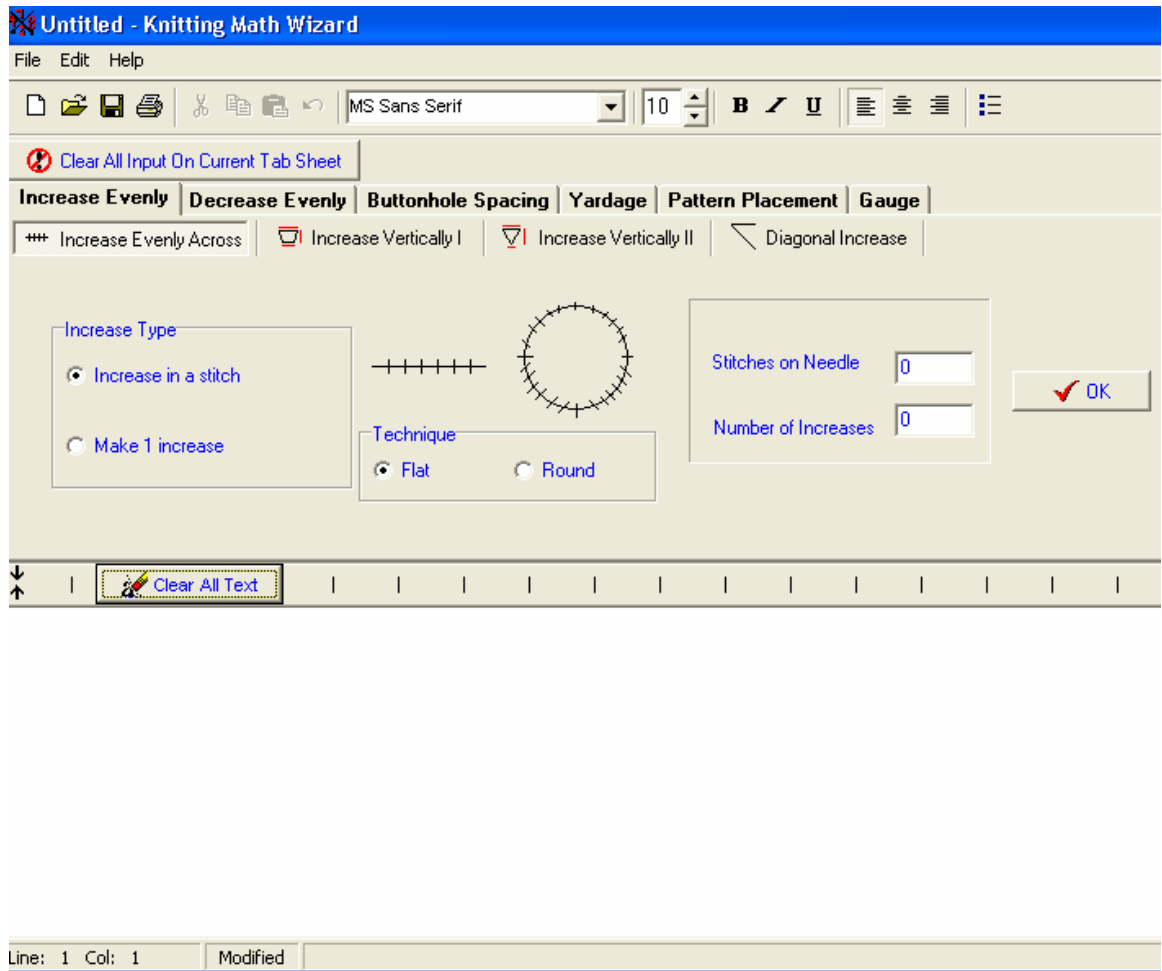 Untitled - Knitting Math Wizard
File Edit Help
MS Sans Serif 10 B I U
Clear All Input On Current Tab Sheet
Increase Evenly Decrease Evenly Buttonhole Spacing Yardage Pattern Placement Gauge
Increase Evenly Across Increase Vertically I Increase Vertically II Diagonal Increase
Increase Type
Increase in a stitch
Make 1 increase
Technique
Flat Round
Stitches on Needle 0
Number of Increases 0
OK
Clear All Text
Line: 1 Col: 1 Modified